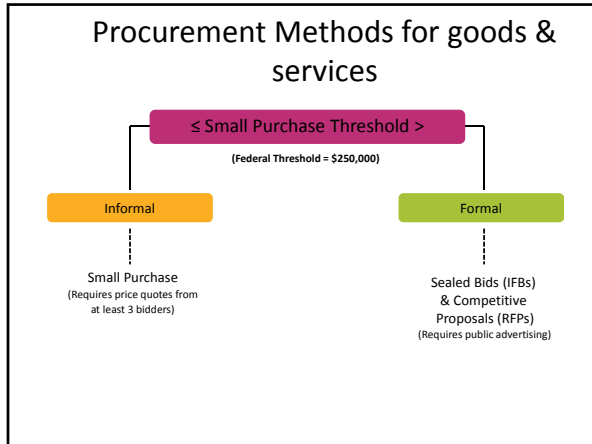 Procurement Methods for goods &
services
≤ Small Purchase Threshold >
(Federal Threshold = $250,000)
Informal
Formal
Small Purchase
(Requires price quotes from
at least 3 bidders)
Sealed Bids (IFBs)
& Competitive
Proposals (RFPs)
(Requires public advertising)